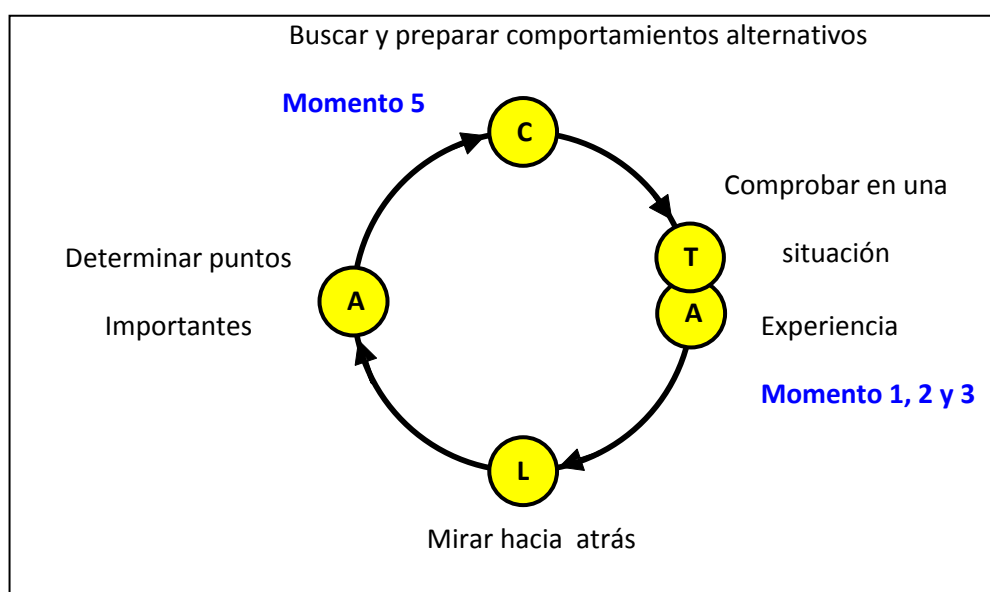 Buscar y preparar comportamientos alternativos
Momento 5
C
Comprobar en una
T
situación
Determinar puntos
A
Importantes
A
Experiencia
Momento 1, 2 y 3
L
Mirar hacia atrás